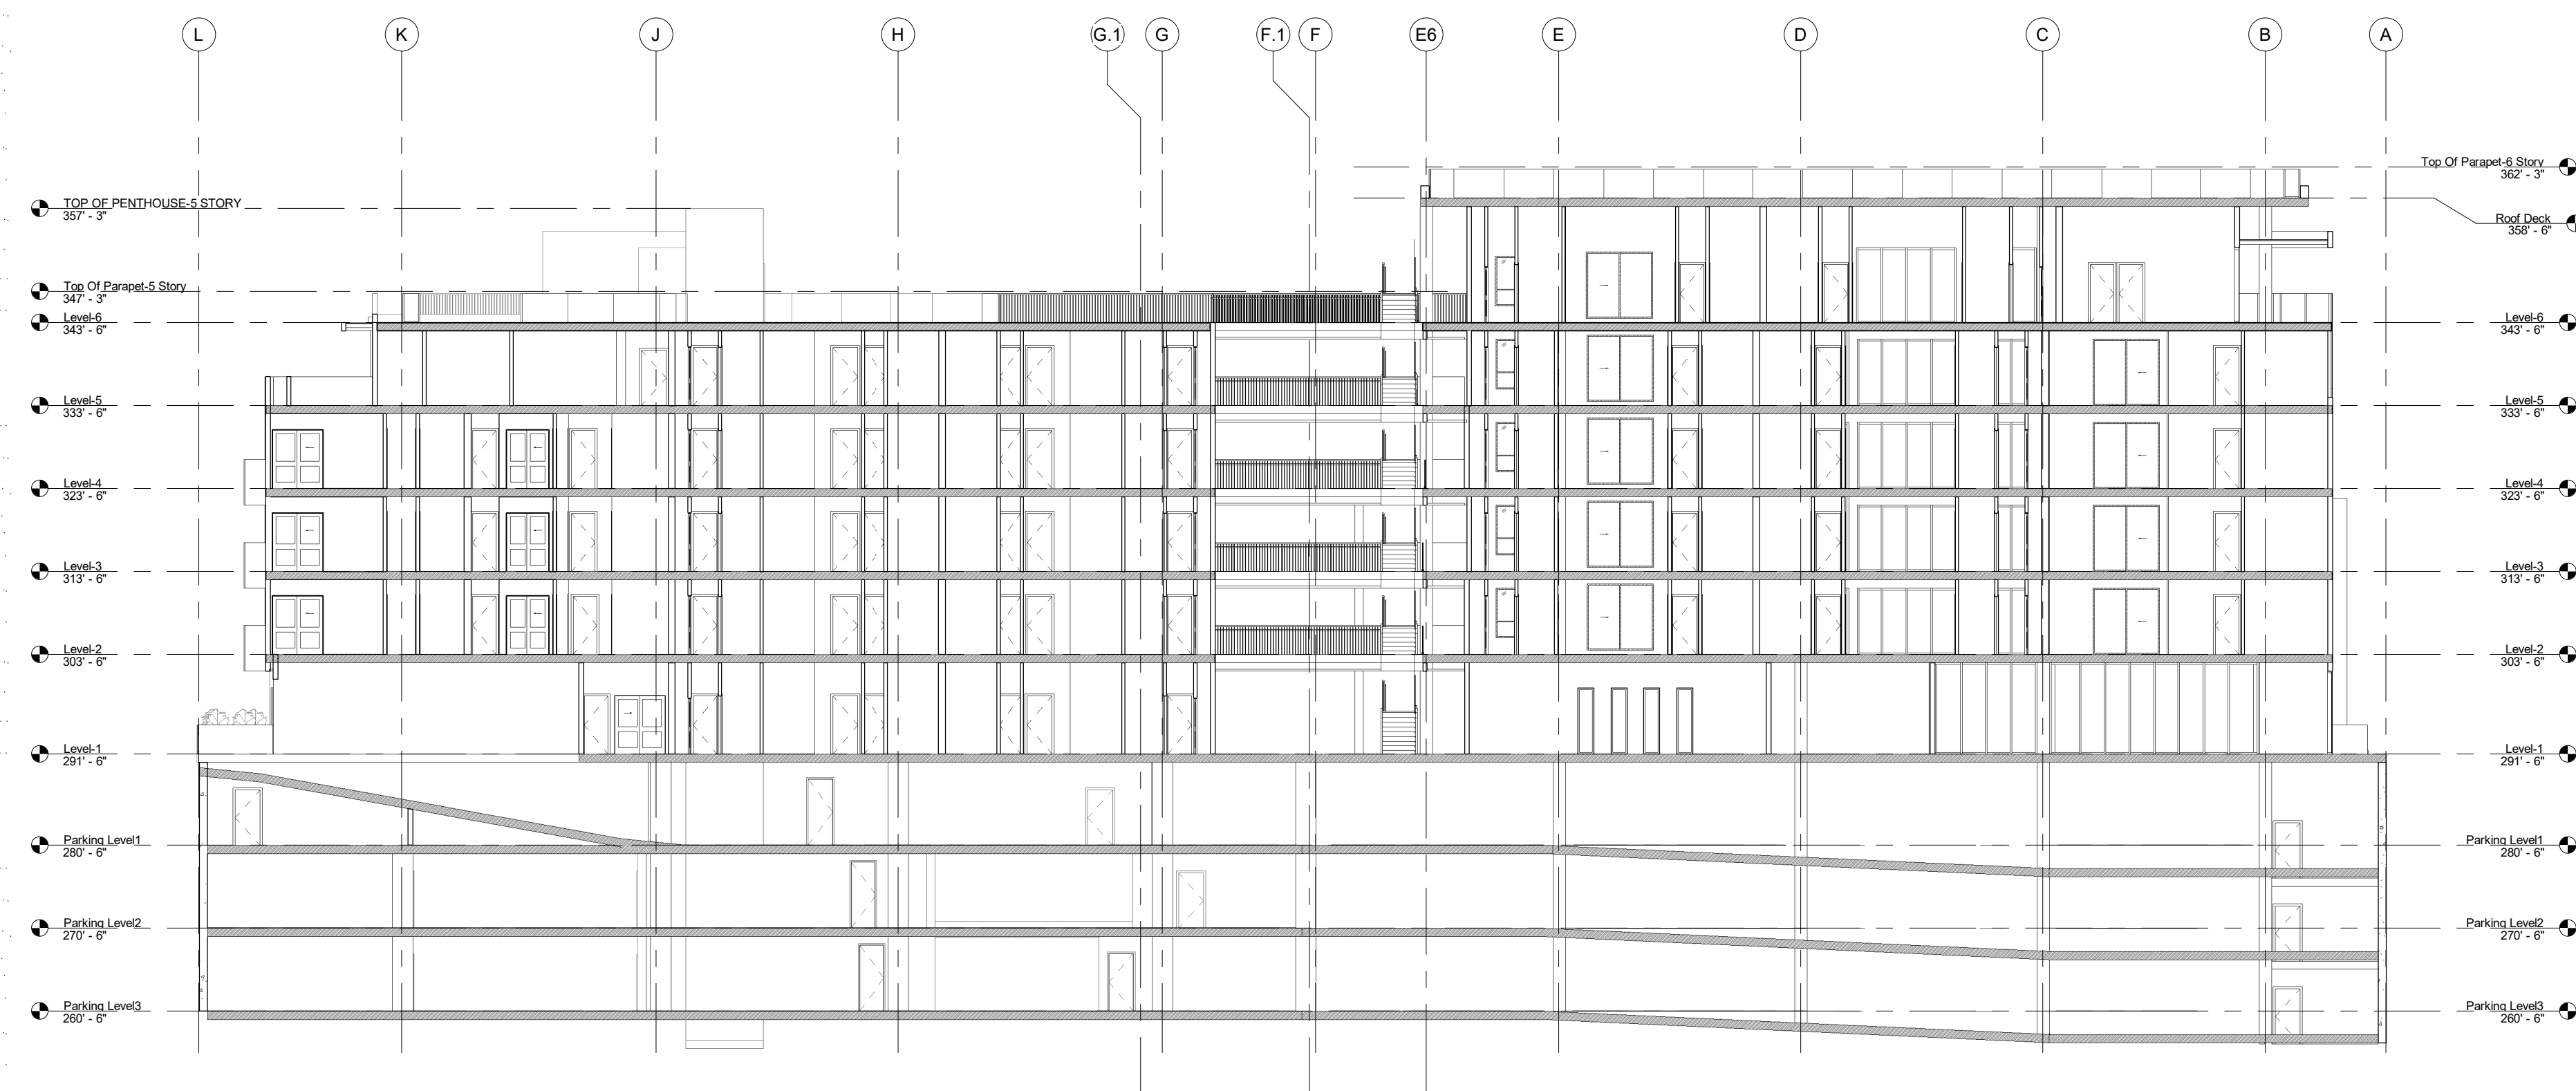 L K J H G.1 G F.1 F E6 E D C B A
Top Of Parapet-6 Story
362' - 3"
TOP OF PENTHOUSE-5 STORY
357' - 3"
Roof Deck
358' - 6"
Top Of Parapet-5 Story
347' - 3"
Level-6
343' - 6"
Level-6
343' - 6"
Level-5
333' - 6"
Level-5
333' - 6"
Level-4
323' - 6"
Level-4
323' - 6"
Level-3
313' - 6"
Level-3
313' - 6"
Level-2
303' - 6"
Level-2
303' - 6"
Level-1
291' - 6"
Level-1
291' - 6"
Parking Level1
280' - 6"
Parking Level1
280' - 6"
Parking Level2
270' - 6"
Parking Level2
270' - 6"
Parking Level3
260' - 6"
Parking Level3
260' - 6"